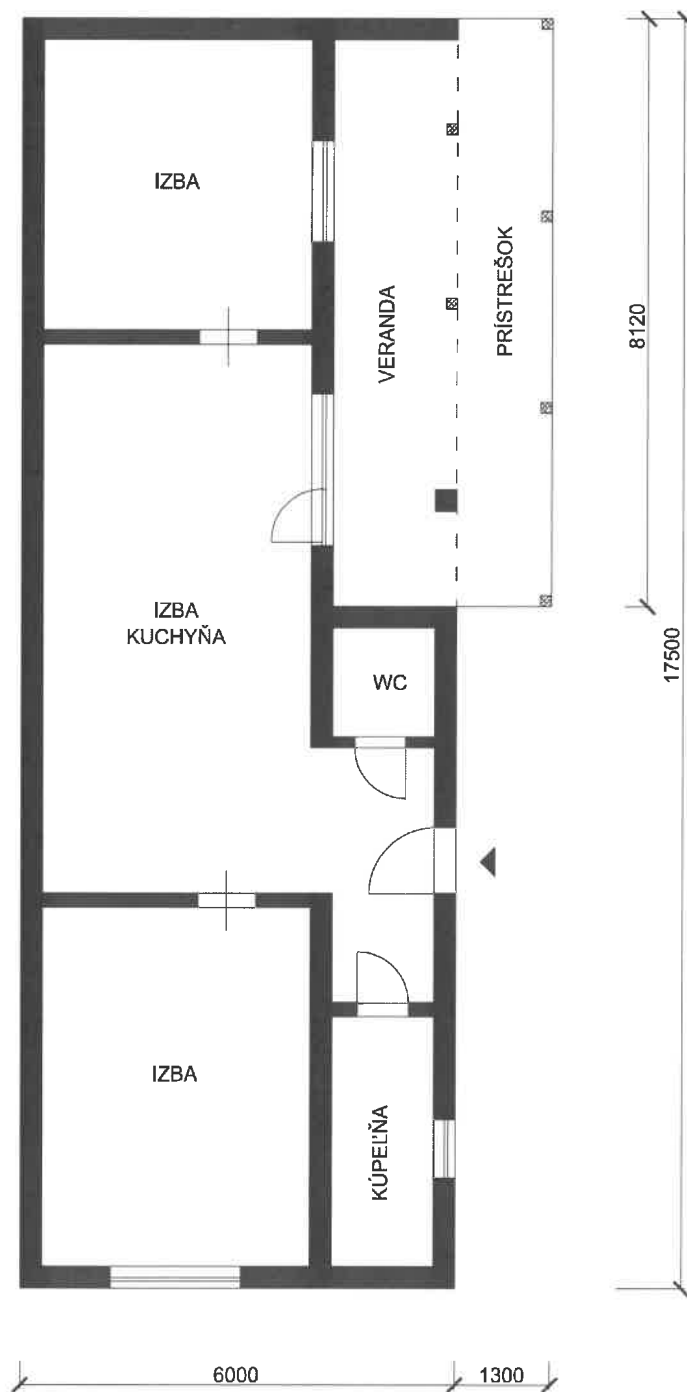 IZBA
VERANDA
PRÍSTREŠOK
8120
17500
IZBA
KUCHYŇA
WC
IZBA
KÚPEĽŇA
6000
1300